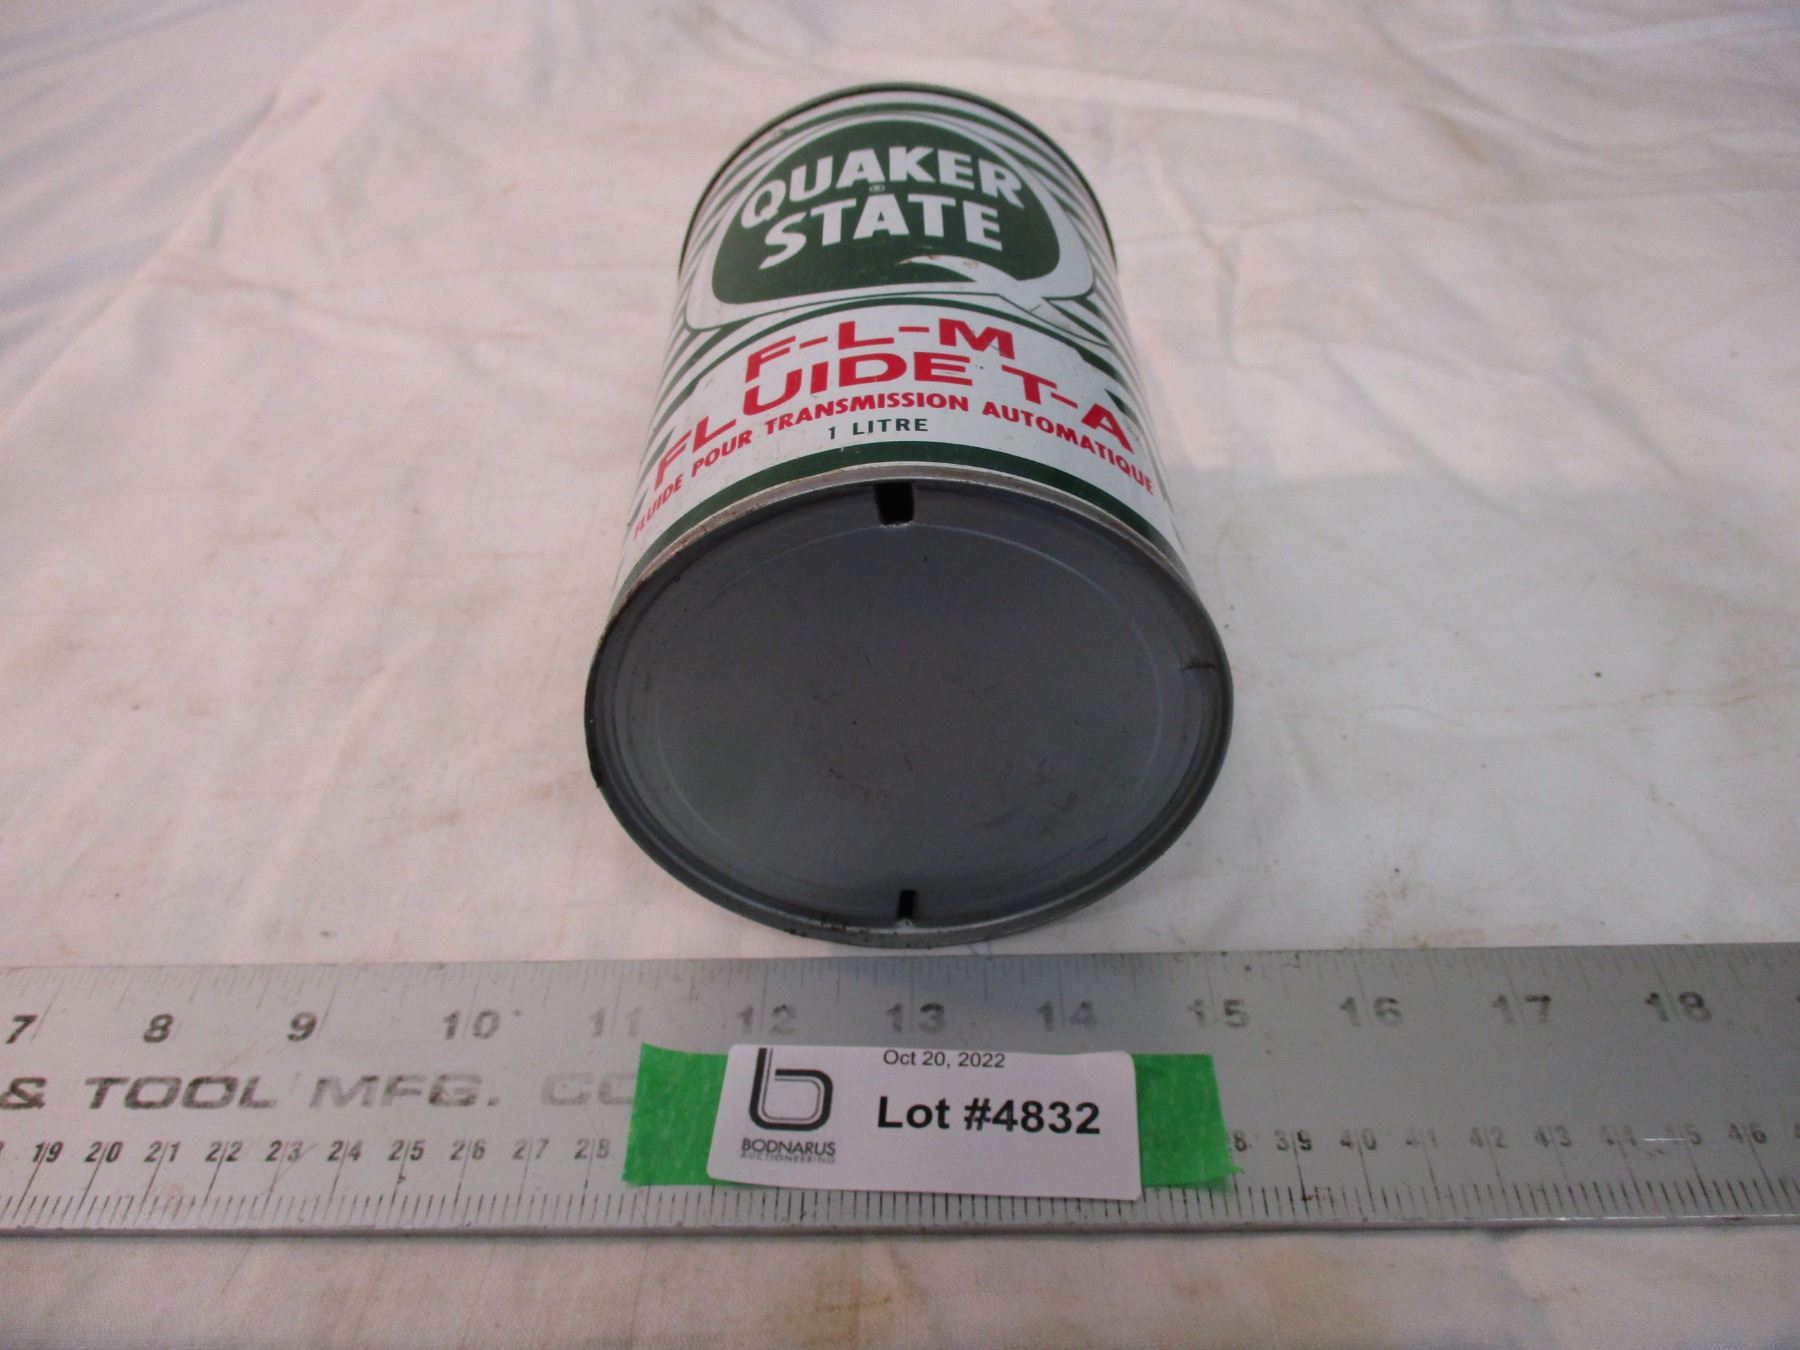 QUAKER
STATE
®
F-L-M
FLUIDE T-A
FLUIDE POUR TRANSMISSION AUTOMATIQUE
1 LITRE
7 8 9 10 11 12 13 14 15 16 17 18
& TOOL MFG. CO
19 20 21 22 23 24 25 26 27 28 8 39 40 41 42 43 44 45 46
Oct 20, 2022
Lot #4832
BODNARUS
AUCTIONEERING